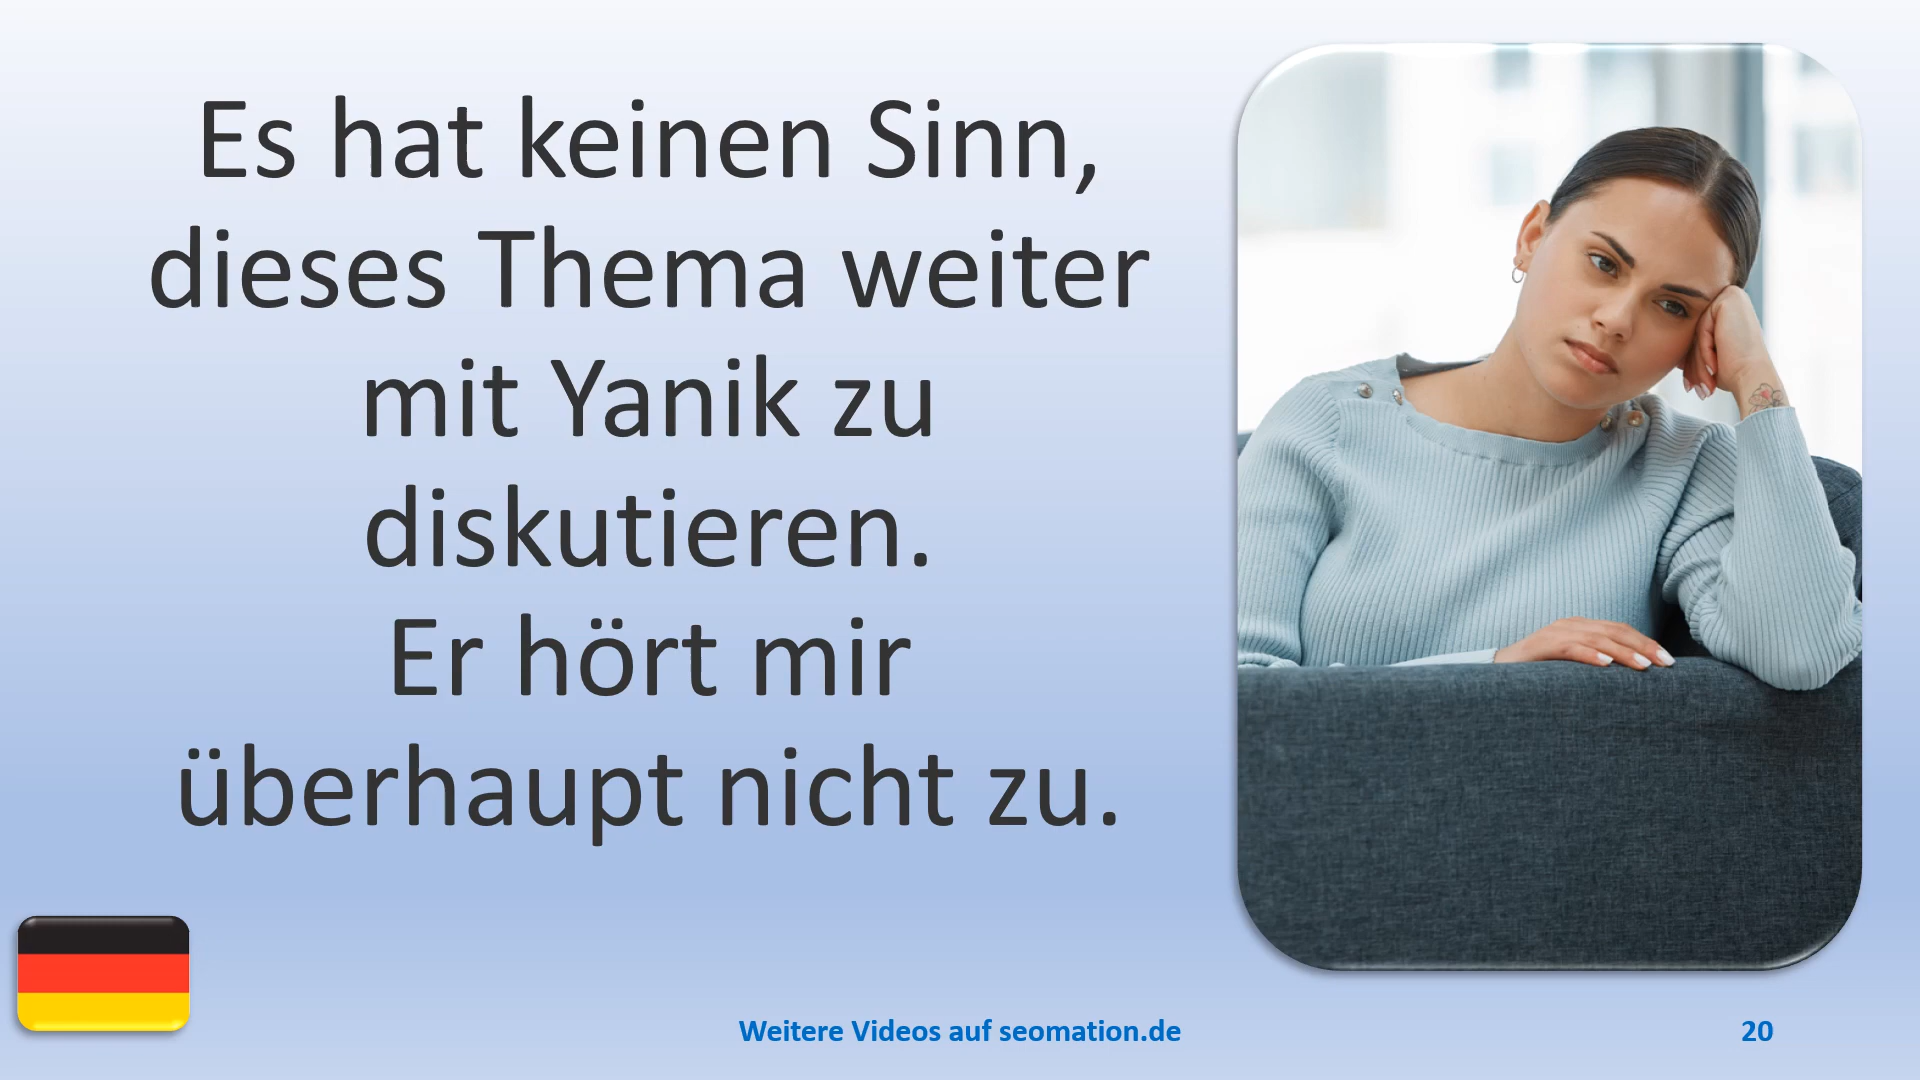 Es hat keinen Sinn,
dieses Thema weiter
mit Yanik zu
diskutieren.
Er hört mir
überhaupt nicht zu.
Weitere Videos auf seomation.de
20